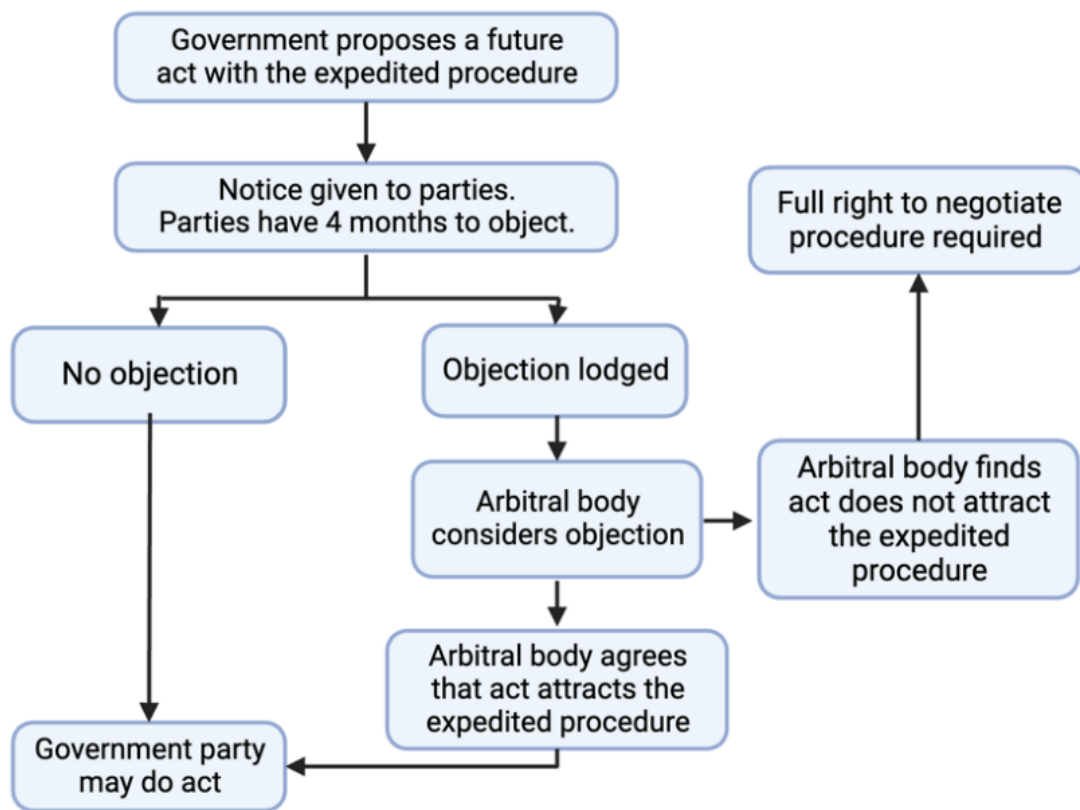 Government proposes a future
act with the expedited procedure
Notice given to parties.
Parties have 4 months to object.
Full right to negotiate
procedure required
No objection
Objection lodged
Arbitral body
considers objection
Arbitral body finds
act does not attract
the expedited
procedure
Arbitral body agrees
that act attracts the
expedited procedure
Government party
may do act